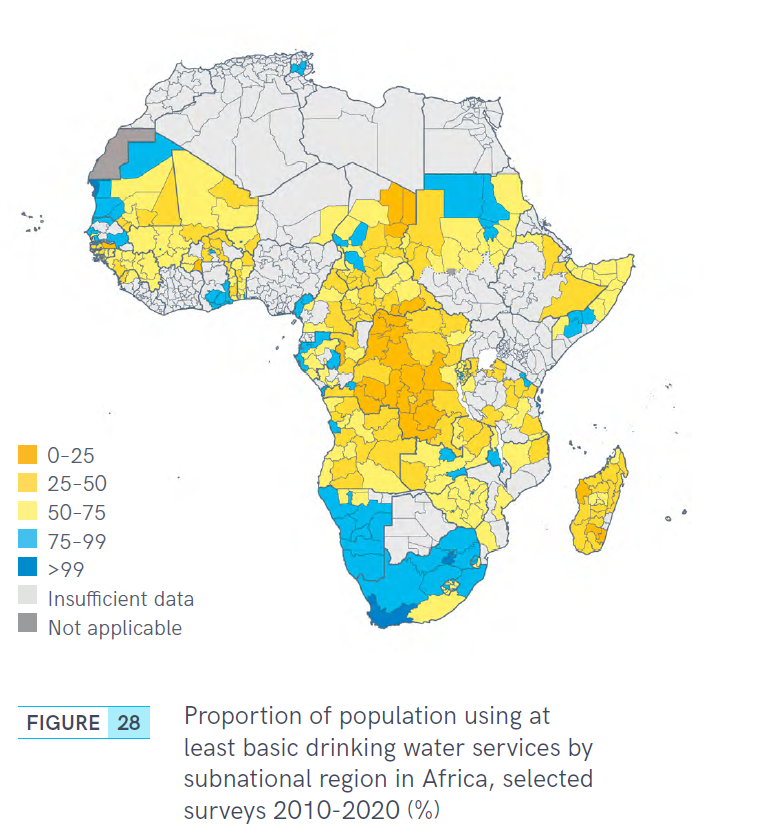 0-25
25-50
50-75
75-99
>99
Insufficient data
Not applicable
FIGURE 28
Proportion of population using at
least basic drinking water services by
subnational region in Africa, selected
surveys 2010-2020 (%)